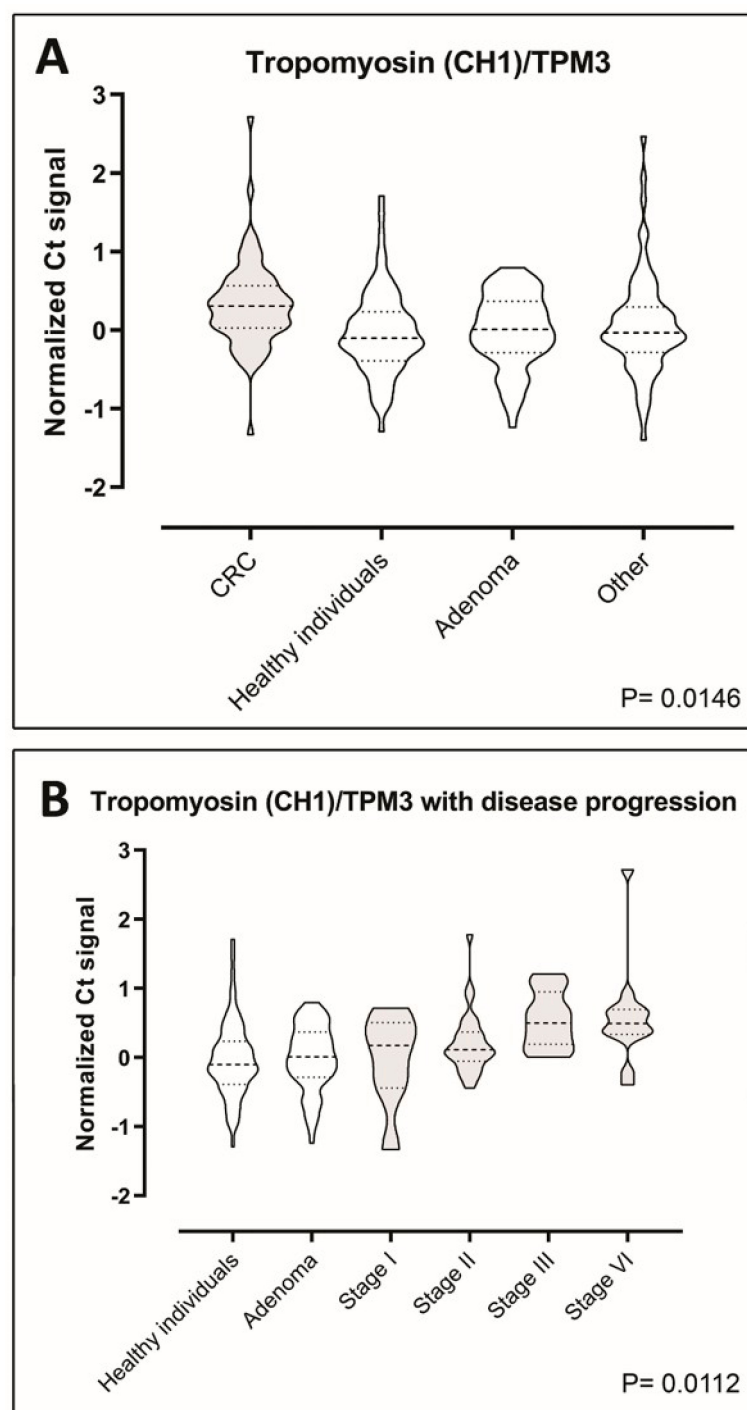 A
Tropomyosin (CH1)/TPM3
Normalized Ct signal
3
2
1
0
-1
-2
CRC
Healthy individuals
Adenoma
Other
P= 0.0146
B
Tropomyosin (CH1)/TPM3 with disease progression
Normalized Ct signal
3
2
1
0
-1
-2
Healthy individuals
Adenoma
Stage I
Stage II
Stage III
Stage VI
P= 0.0112